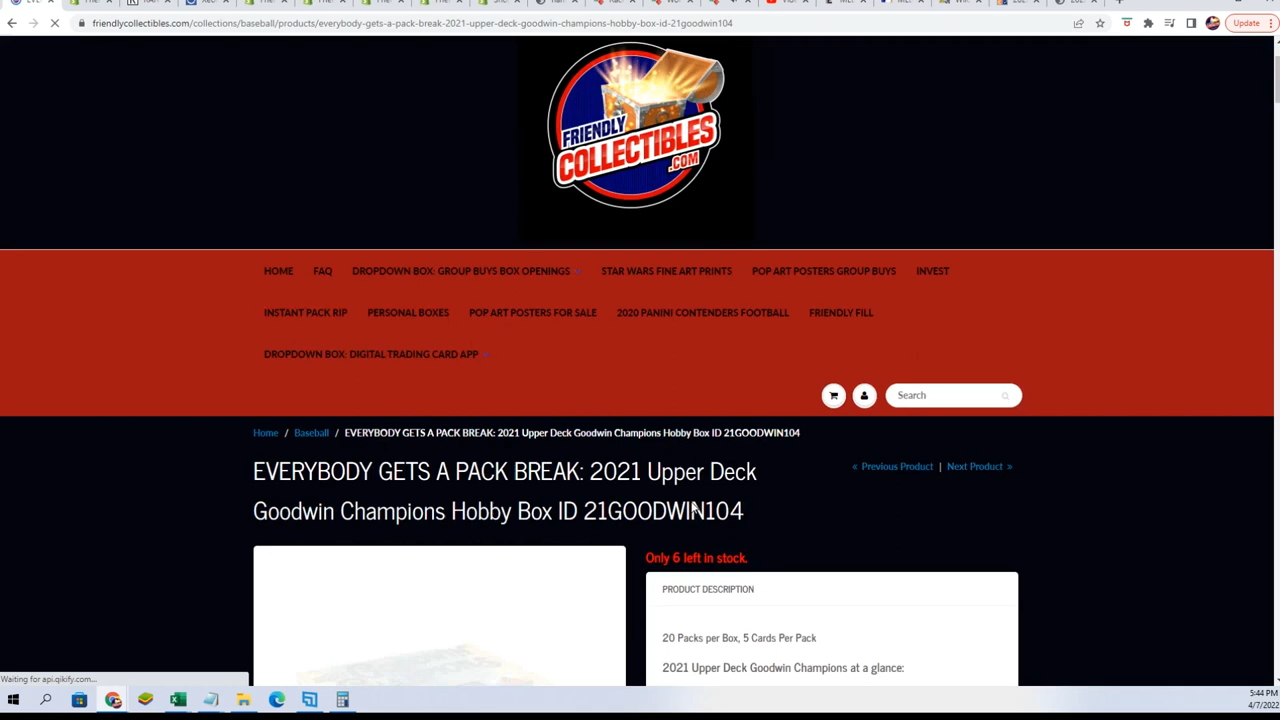 friendlycollectibles.com/collections/baseball/products/everybody-gets-a-pack-break-2021-upper-deck-goodwin-champions-hobby-box-id-21goodwin104
Update
FRIENDLY
COLLECTIBLES
.COM
HOME FAQ DROPDOWN BOX: GROUP BUYS BOX OPENINGS STAR WARS FINE ART PRINTS POP ART POSTERS GROUP BUYS INVEST
INSTANT PACK RIP PERSONAL BOXES POP ART POSTERS FOR SALE 2020 PANINI CONTENDERS FOOTBALL FRIENDLY FILL
DROPDOWN BOX: DIGITAL TRADING CARD APP
Search
Home / Baseball / EVERYBODY GETS A PACK BREAK: 2021 Upper Deck Goodwin Champions Hobby Box ID 21GOODWIN104
EVERYBODY GETS A PACK BREAK: 2021 Upper Deck
Goodwin Champions Hobby Box ID 21GOODWIN104
« Previous Product | Next Product »
Only 6 left in stock.
PRODUCT DESCRIPTION
20 Packs per Box, 5 Cards Per Pack
2021 Upper Deck Goodwin Champions at a glance:
Waiting for api.qikify.com...
5:44 PM
4/7/2022